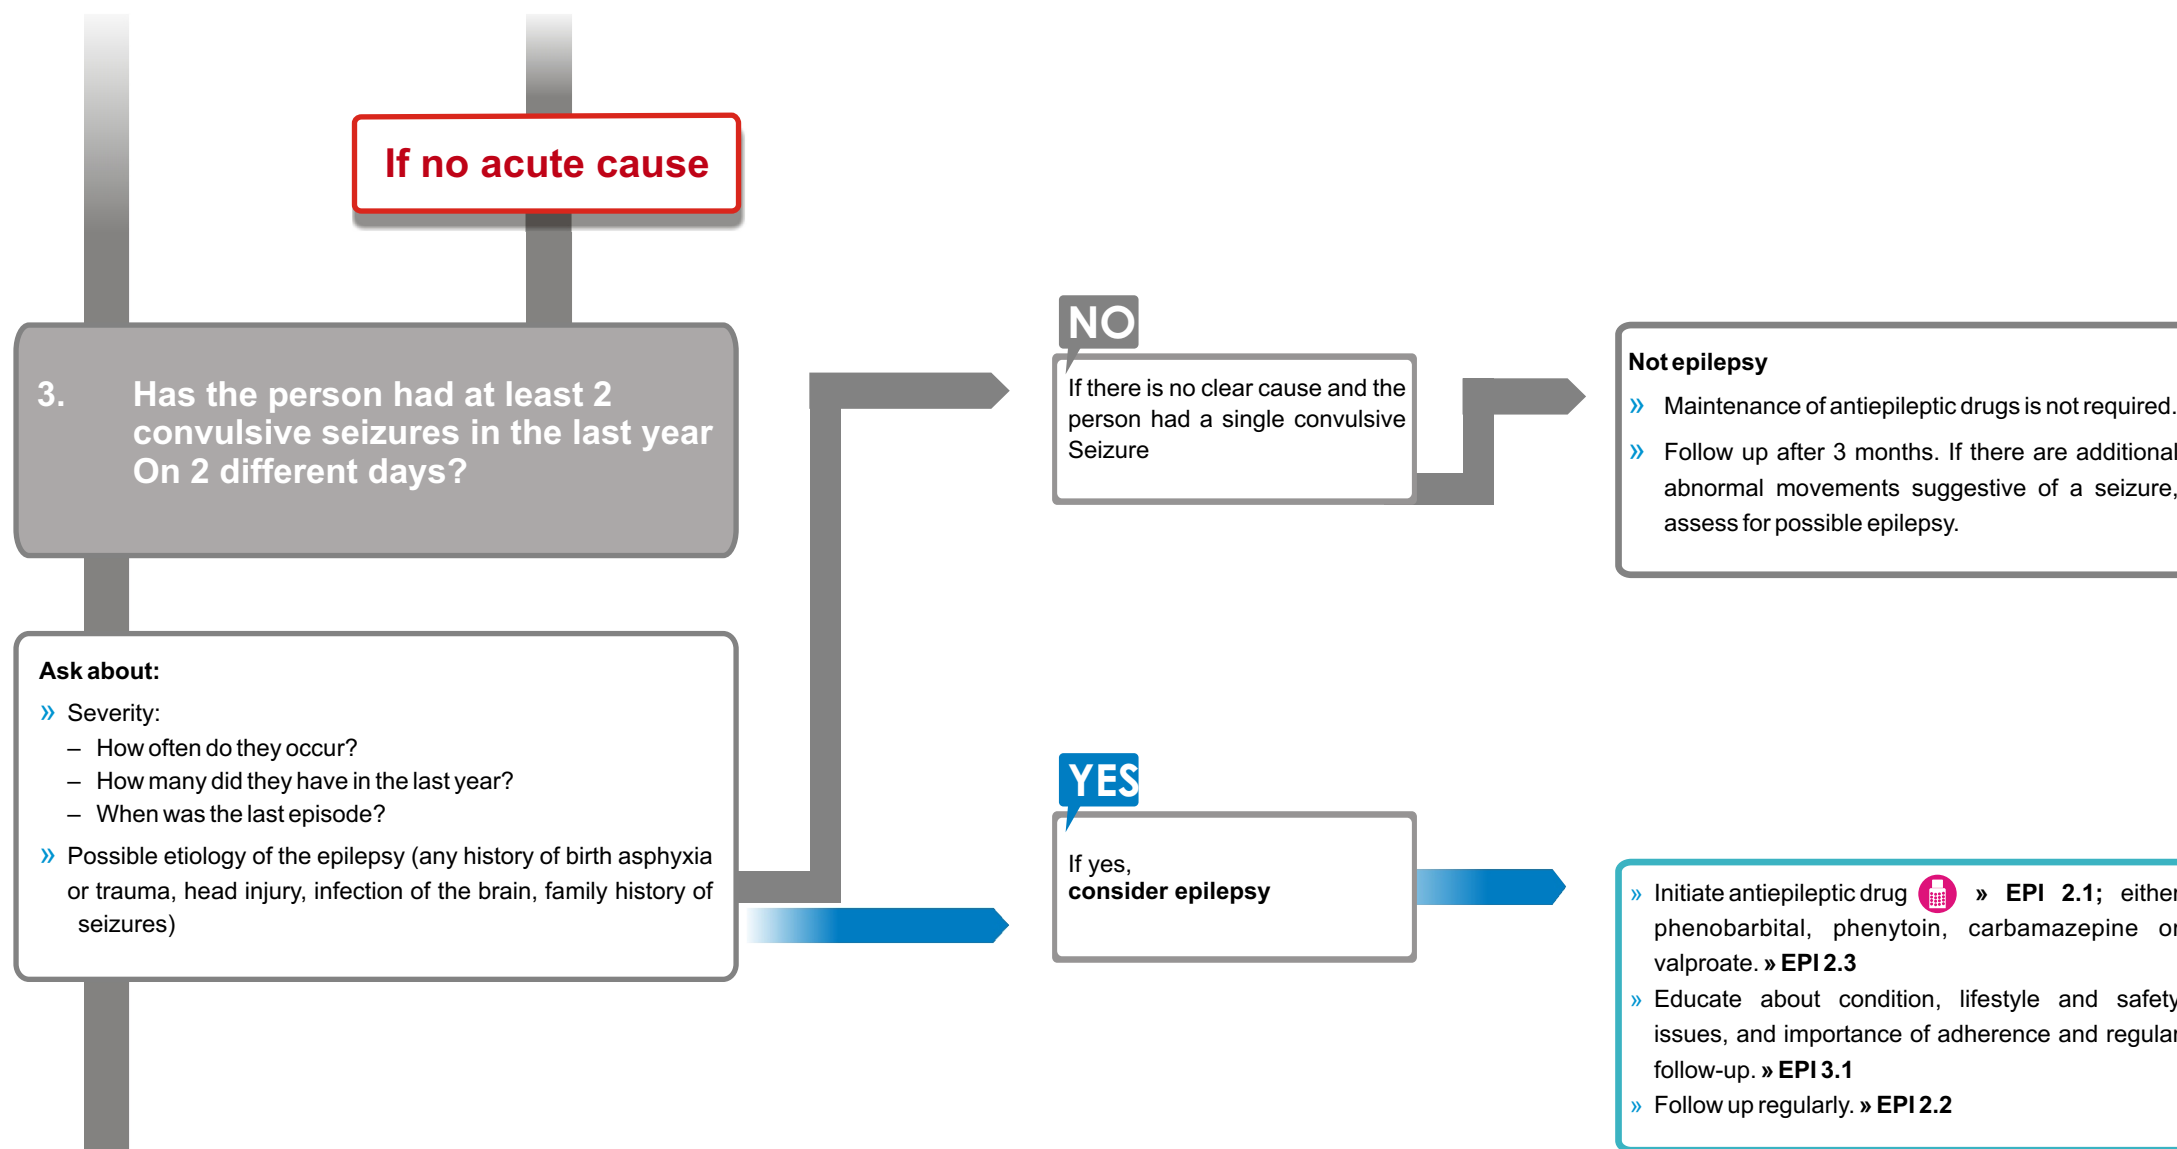 If no acute cause
3. Has the person had at least 2
convulsive seizures in the last year
On 2 different days?
Ask about:
» Severity:
– How often do they occur?
– How many did they have in the last year?
– When was the last episode?
» Possible etiology of the epilepsy (any history of birth asphyxia
or trauma, head injury, infection of the brain, family history of
seizures)
NO
If there is no clear cause and the
person had a single convulsive
Seizure
Not epilepsy
» Maintenance of antiepileptic drugs is not required.
» Follow up after 3 months. If there are additional
abnormal movements suggestive of a seizure,
assess for possible epilepsy.
YES
If yes,
consider epilepsy
» Initiate antiepileptic drug » EPI 2.1; either
phenobarbital, phenytoin, carbamazepine or
valproate. » EPI 2.3
» Educate about condition, lifestyle and safety
issues, and importance of adherence and regular
follow-up. » EPI 3.1
» Follow up regularly. » EPI 2.2